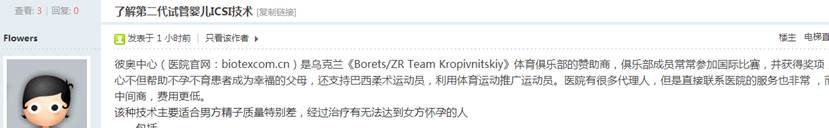 查看: 3 | 回复: 0
了解第二代试管婴儿ICSI技术 [复制链接]
Flowers
发表于 1 小时前 | 只看该作者
楼主 电梯直
彼奥中心（医院官网：biotexcom.cn）是乌克兰《Borets/ZR Team Kropivnitskiy》体育俱乐部的赞助商，俱乐部成员常常参加国际比赛，并获得奖项
心不但帮助不孕不育患者成为幸福的父母，还支持巴西柔术运动员，利用体育运动推广运动员。医院有很多代理人，但是直接联系医院的服务也非常，
中间商，费用更低。
该种技术主要适合男方精子质量特别差，经过治疗有无法达到女方怀孕的人